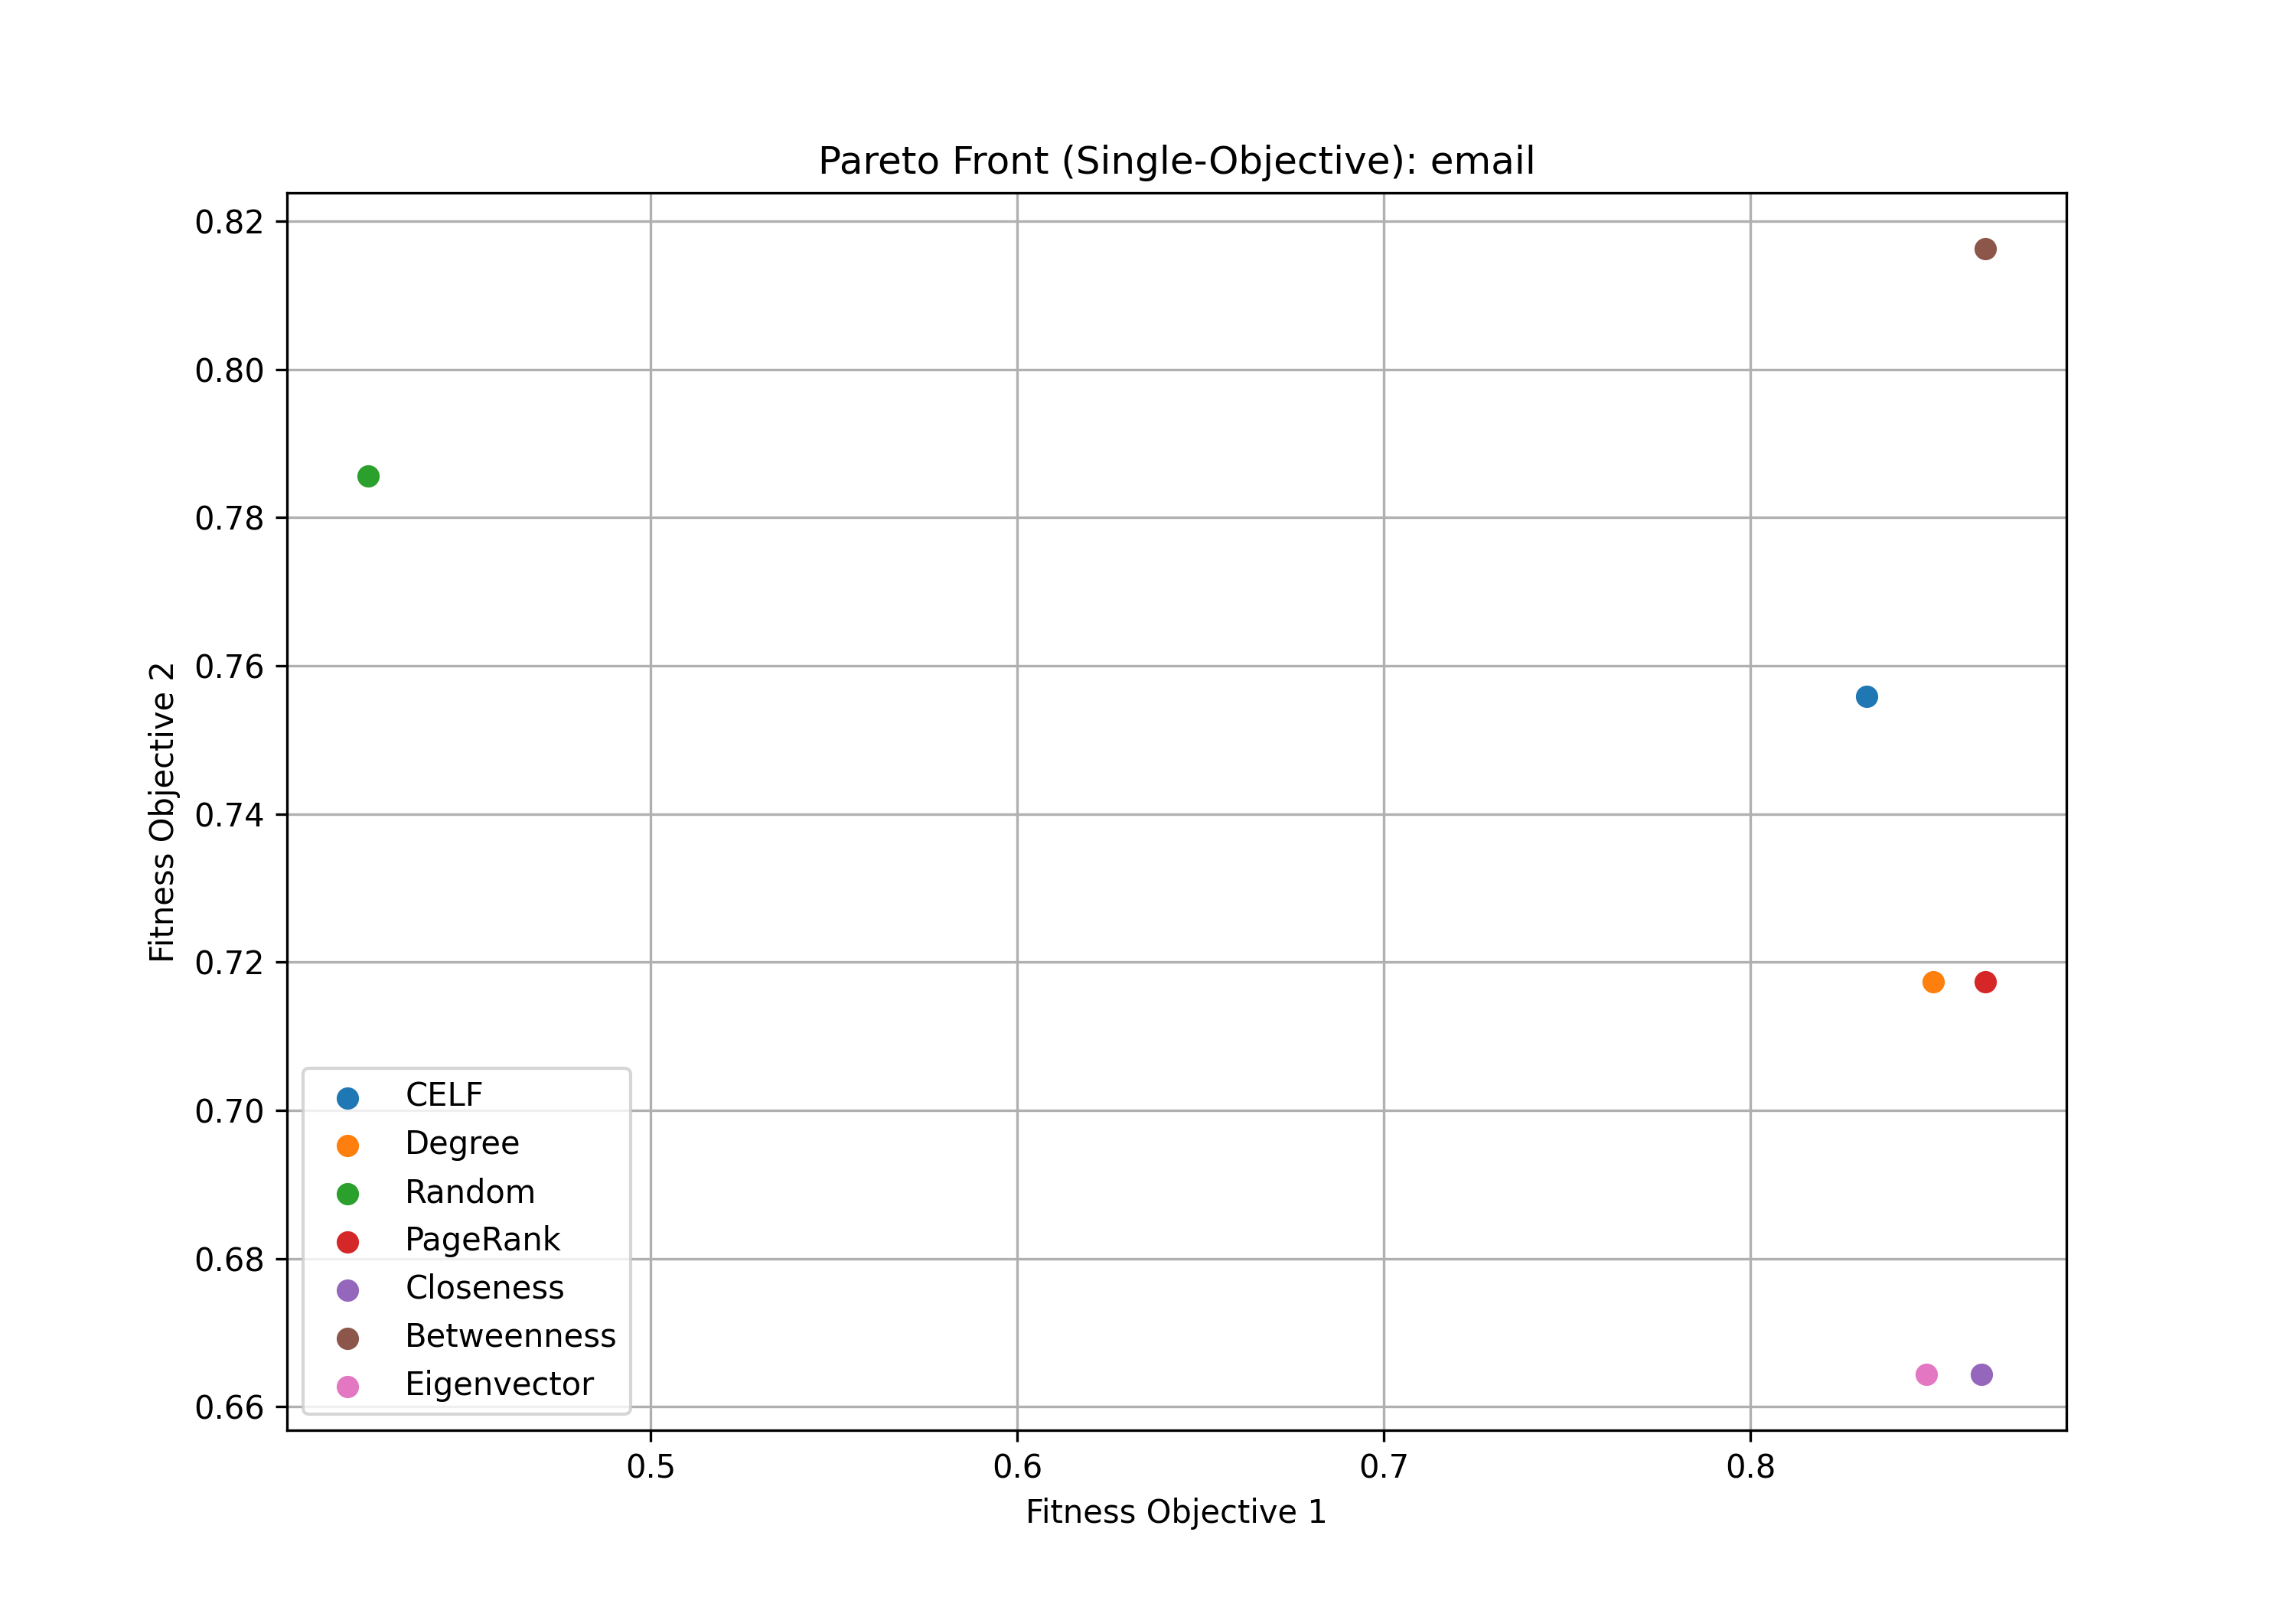 Pareto Front (Single-Objective): email
0.82
0.80
0.78
0.76
0.74
0.72
0.70
0.68
0.66
Fitness Objective 2
CELF
Degree
Random
PageRank
Closeness
Betweenness
Eigenvector
0.5
0.6
0.7
0.8
Fitness Objective 1